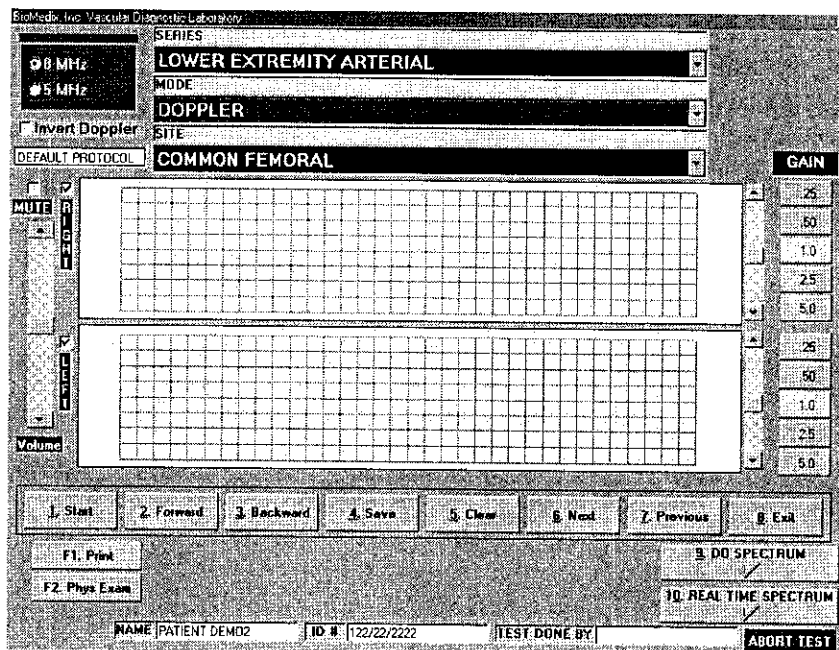 BioMedix, Inc. Vascular Diagnostic Laboratory
SERIES
8 MHz
LOWER EXTREMITY ARTERIAL
5 MHz
MODE
DOPPLER
Invert Doppler
SITE
DEFAULT PROTOCOL
COMMON FEMORAL
GAIN
MUTE
RIGHT
.25
.50
1.0
2.5
5.0
LEFT
.25
.50
1.0
2.5
5.0
Volume
1. Start
2. Forward
3. Backward
4. Save
5. Clear
6. Next
7. Previous
8. Exit
F1. Print
9. DO SPECTRUM
F2. Phys Exam
10. REAL TIME SPECTRUM
NAME PATIENT DEMO2 ID # 122/22/2222 TEST DONE BY
ABORT TEST